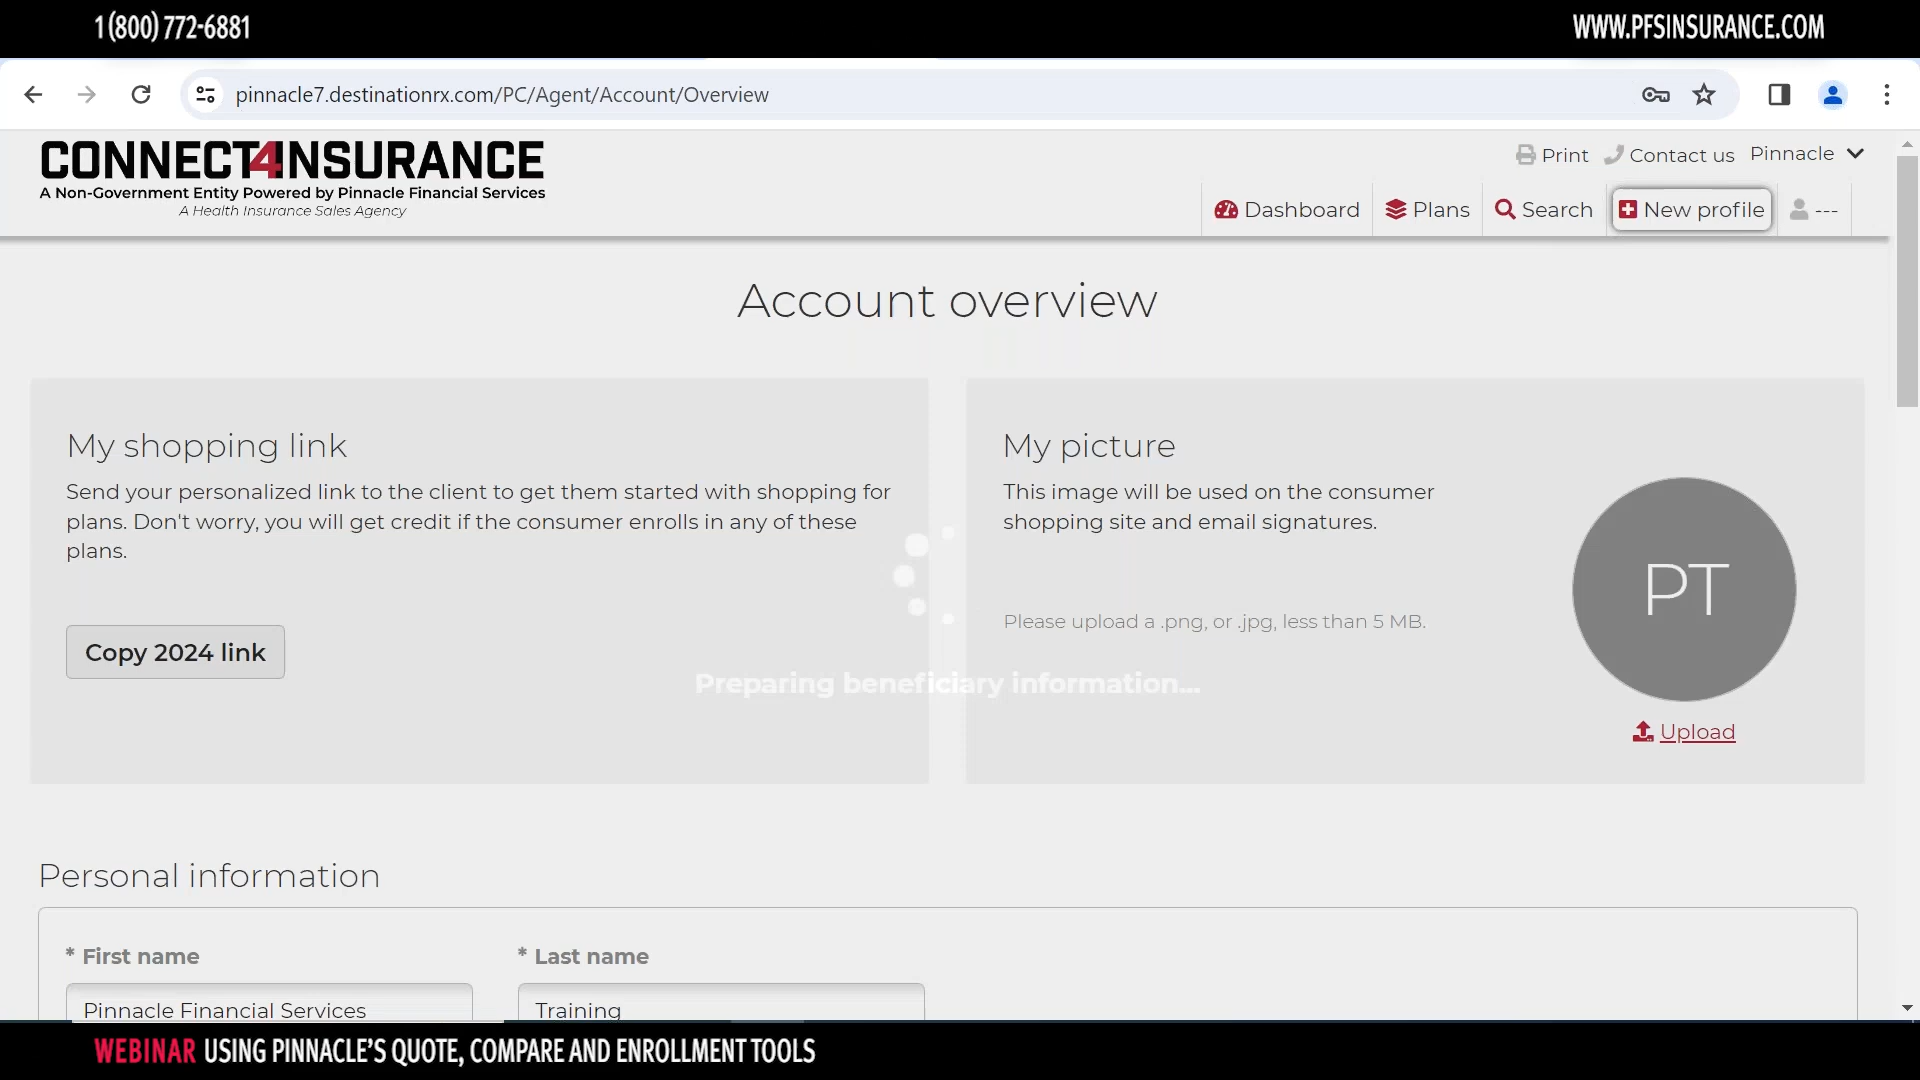 1 (800) 772-6881
WWW.PFSINSURANCE.COM
pinnacle7.destinationrx.com/PC/Agent/Account/Overview
CONNECT4INSURANCE
A Non-Government Entity Powered by Pinnacle Financial Services
A Health Insurance Sales Agency
Print
Contact us
Pinnacle
Dashboard
Plans
Search
New profile
---
Account overview
My shopping link
Send your personalized link to the client to get them started with shopping for
plans. Don't worry, you will get credit if the consumer enrolls in any of these
plans.
Copy 2024 link
My picture
This image will be used on the consumer
shopping site and email signatures.
Please upload a .png, or .jpg, less than 5 MB.
PT
Upload
Preparing beneficiary information...
Personal information
* First name
* Last name
Pinnacle Financial Services
Training
WEBINAR USING PINNACLE'S QUOTE, COMPARE AND ENROLLMENT TOOLS